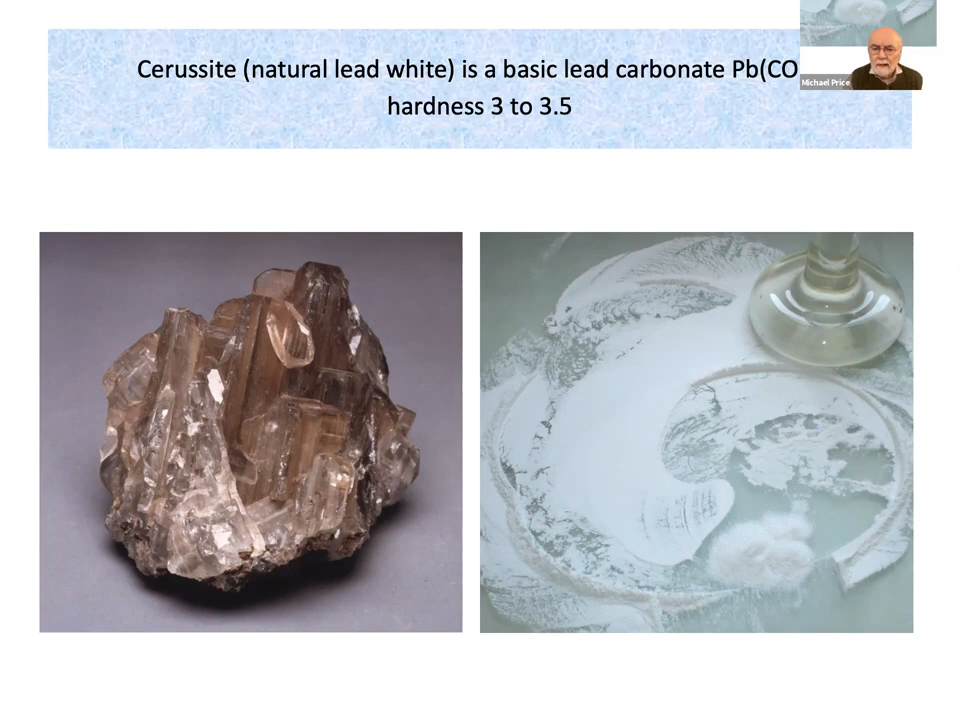 Cerussite (natural lead white) is a basic lead carbonate Pb(CO
hardness 3 to 3.5
Michael Price